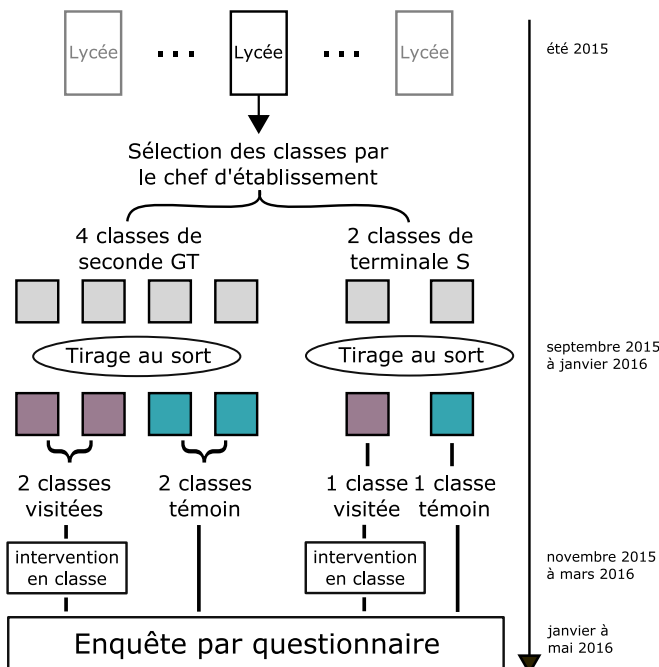 Lycée
...
Lycée
...
Lycée
été 2015
Sélection des classes par
le chef d'établissement
4 classes de
seconde GT
2 classes de
terminale S
Tirage au sort
Tirage au sort
septembre 2015
à janvier 2016
2 classes
visitées
2 classes
témoin
1 classe
visitée
1 classe
témoin
intervention
en classe
intervention
en classe
novembre 2015
à mars 2016
Enquête par questionnaire
janvier à
mai 2016